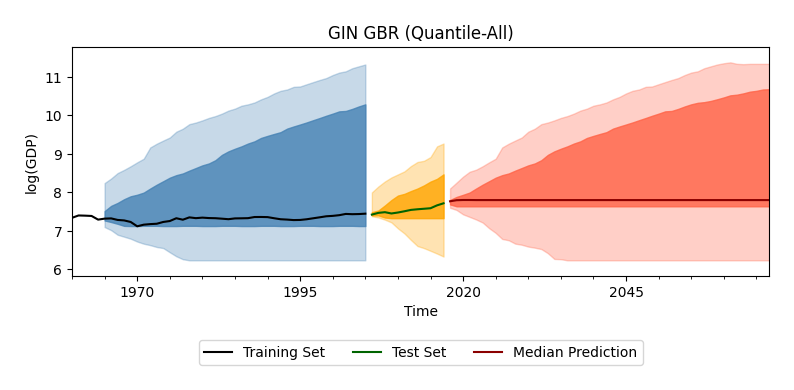 GIN GBR (Quantile-All)
11
10
9
8
7
6
log(GDP)
1970 1995 2020 2045
Time
Training Set Test Set Median Prediction